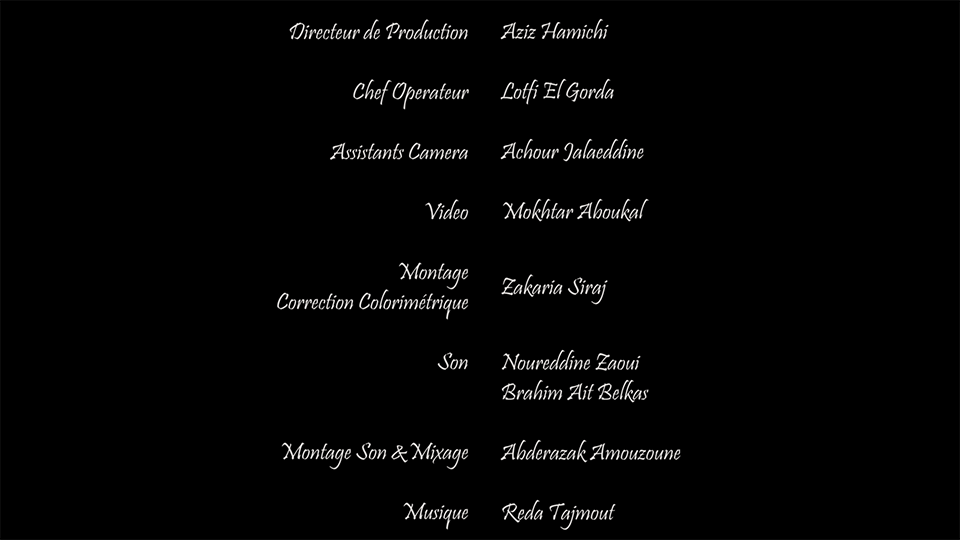 Directeur de Production Aziz Hamichi
Chef Operateur Lotfi El Gorda
Assistants Camera Achour Jalaeddine
Video Mokhtar Aboukal
Montage
Correction Colorimétrique Zakaria Siraj
Son Noureddine Zaoui
Brahim Ait Belkas
Montage Son & Mixage Abderazak Amouzoune
Musique Reda Tajmout